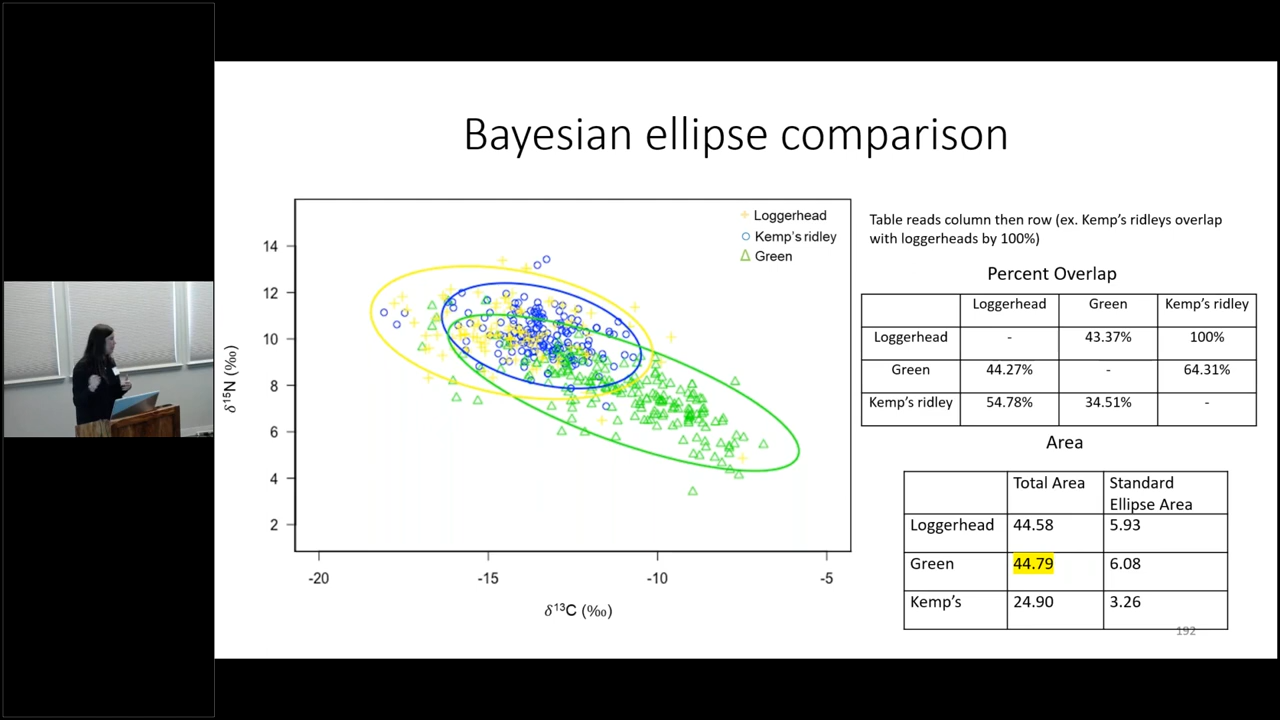 Bayesian ellipse comparison
Loggerhead
Kemp's ridley
Green
14
12
10
8
6
4
2
δ¹⁵N (‰)
-20 -15 -10 -5
δ¹³C (‰)
Table reads column then row (ex. Kemp's ridleys overlap
with loggerheads by 100%)
Percent Overlap
Loggerhead Green Kemp's ridley
Loggerhead - 43.37% 100%
Green 44.27% - 64.31%
Kemp's ridley 54.78% 34.51% -
Area
Total Area Standard
Ellipse Area
Loggerhead 44.58 5.93
Green 44.79 6.08
Kemp's 24.90 3.26
192